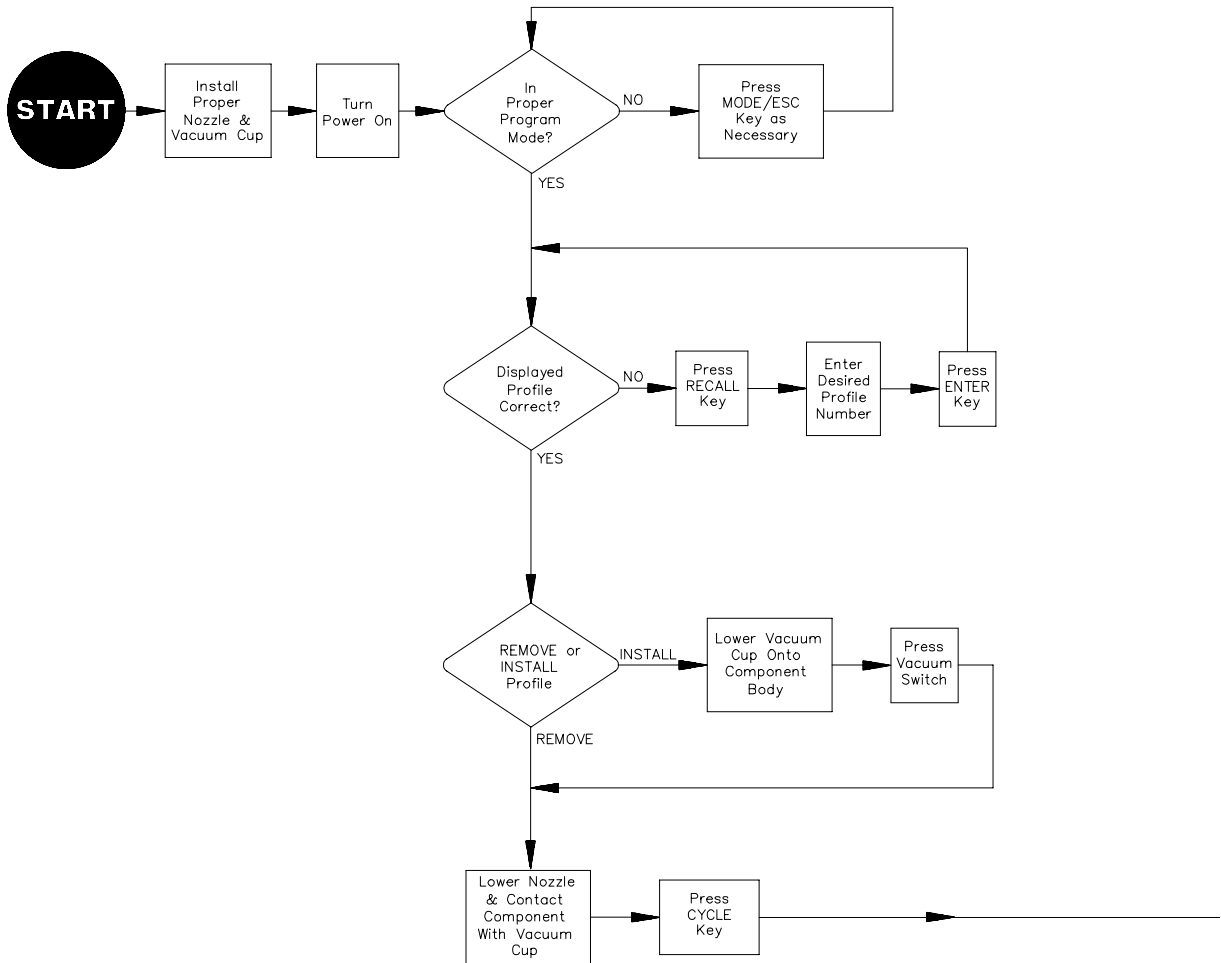 START
Install
Proper
Nozzle &
Vacuum Cup
Turn
Power On
In
Proper
Program
Mode?
NO
Press
MODE/ESC
Key as
Necessary
YES
Displayed
Profile
Correct?
NO
Press
RECALL
Key
Enter
Desired
Profile
Number
Press
ENTER
Key
YES
REMOVE or
INSTALL
Profile
INSTALL
Lower Vacuum
Cup Onto
Component
Body
Press
Vacuum
Switch
REMOVE
Lower Nozzle
& Contact
Component
With Vacuum
Cup
Press
CYCLE
Key